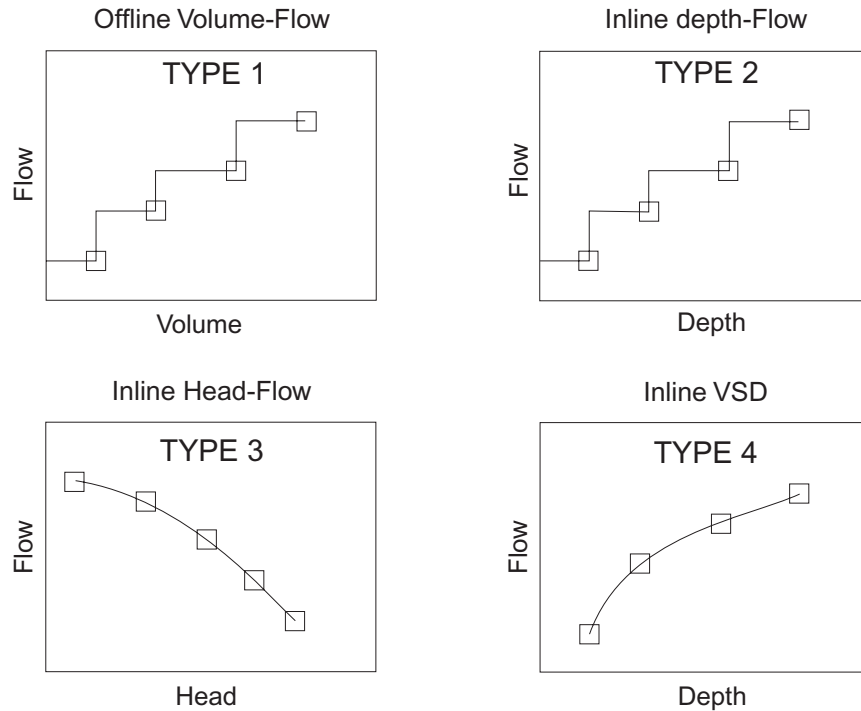 Offline Volume-Flow
TYPE 1
Flow
Volume
Inline depth-Flow
TYPE 2
Flow
Depth
Inline Head-Flow
TYPE 3
Flow
Head
Inline VSD
TYPE 4
Flow
Depth